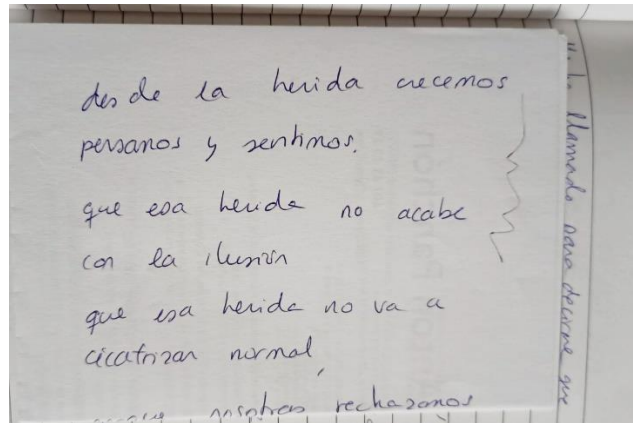 desde la herida crecemos
pensamos y sentimos.
que esa herida no acabe
con la ilusión
que esa herida no va a
cicatrizar normal,
nosotros rechazamos
llamado para decirme que